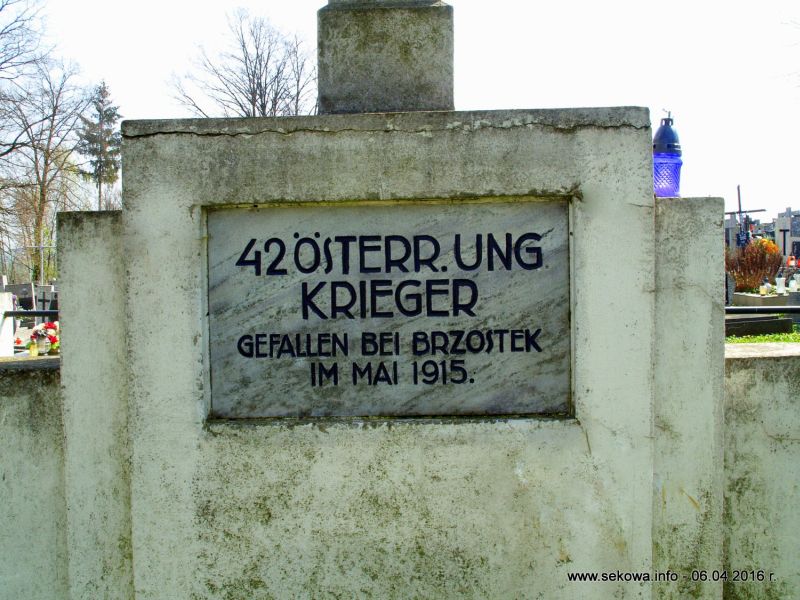 42 ÖSTERR. UNG.
KRIEGER
GEFALLEN BEI BRZOSTEK
IM MAI 1915.
www.sekowa.info - 06.04 2016 r.